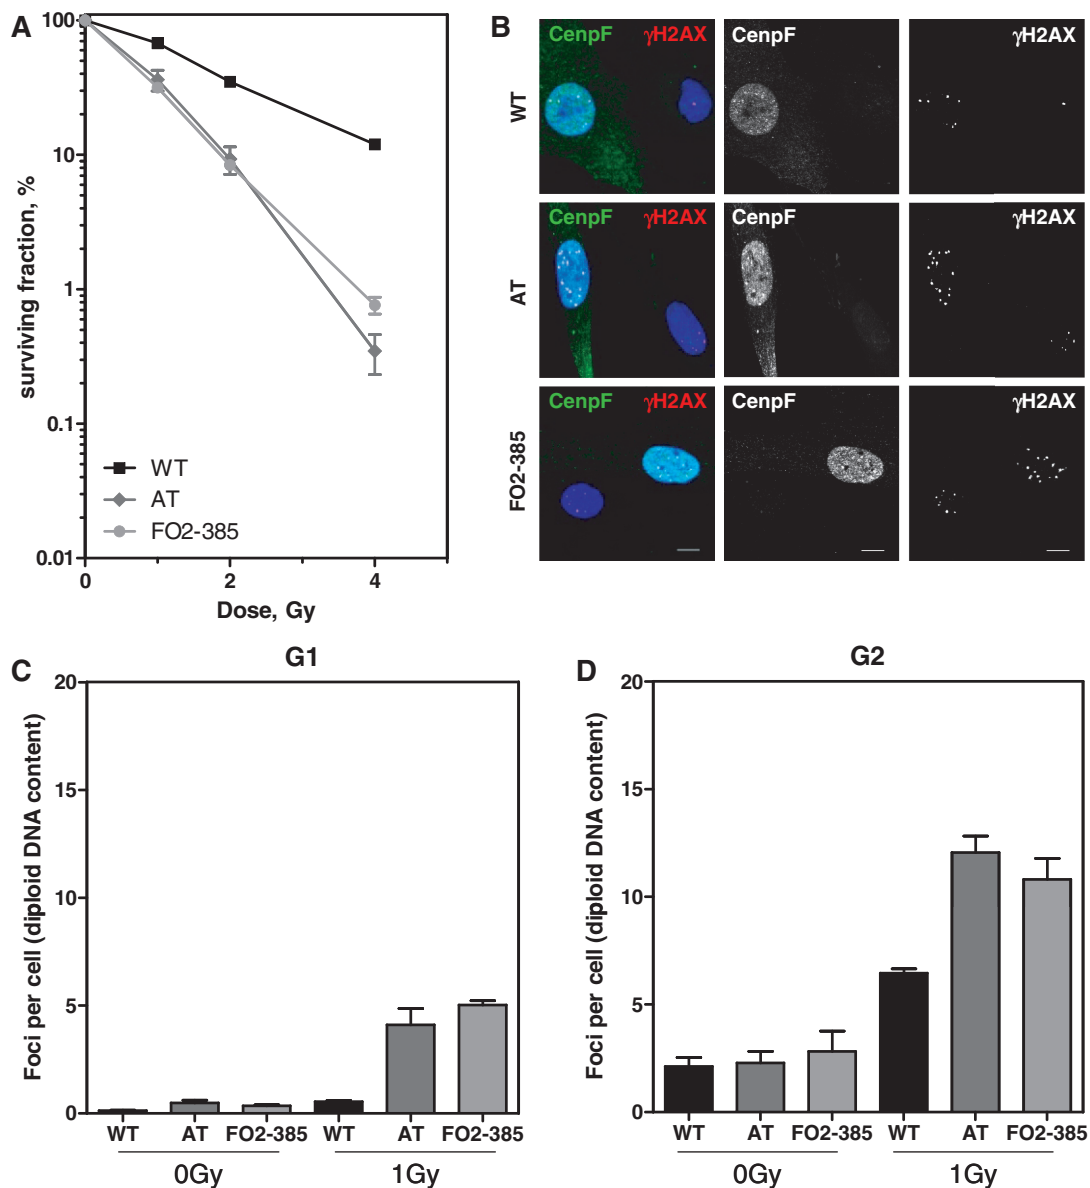 A
100
10
1
0.1
0.01
surviving fraction, %
WT
AT
FO2-385
0 2 4
Dose, Gy
B
CenpF γH2AX CenpF γH2AX
WT
CenpF γH2AX CenpF γH2AX
AT
CenpF γH2AX CenpF γH2AX
FO2-385
C
G1
20
15
10
5
0
Foci per cell (diploid DNA content)
WT AT FO2-385 WT AT FO2-385
0Gy 1Gy
D
G2
20
15
10
5
0
Foci per cell (diploid DNA content)
WT AT FO2-385 WT AT FO2-385
0Gy 1Gy